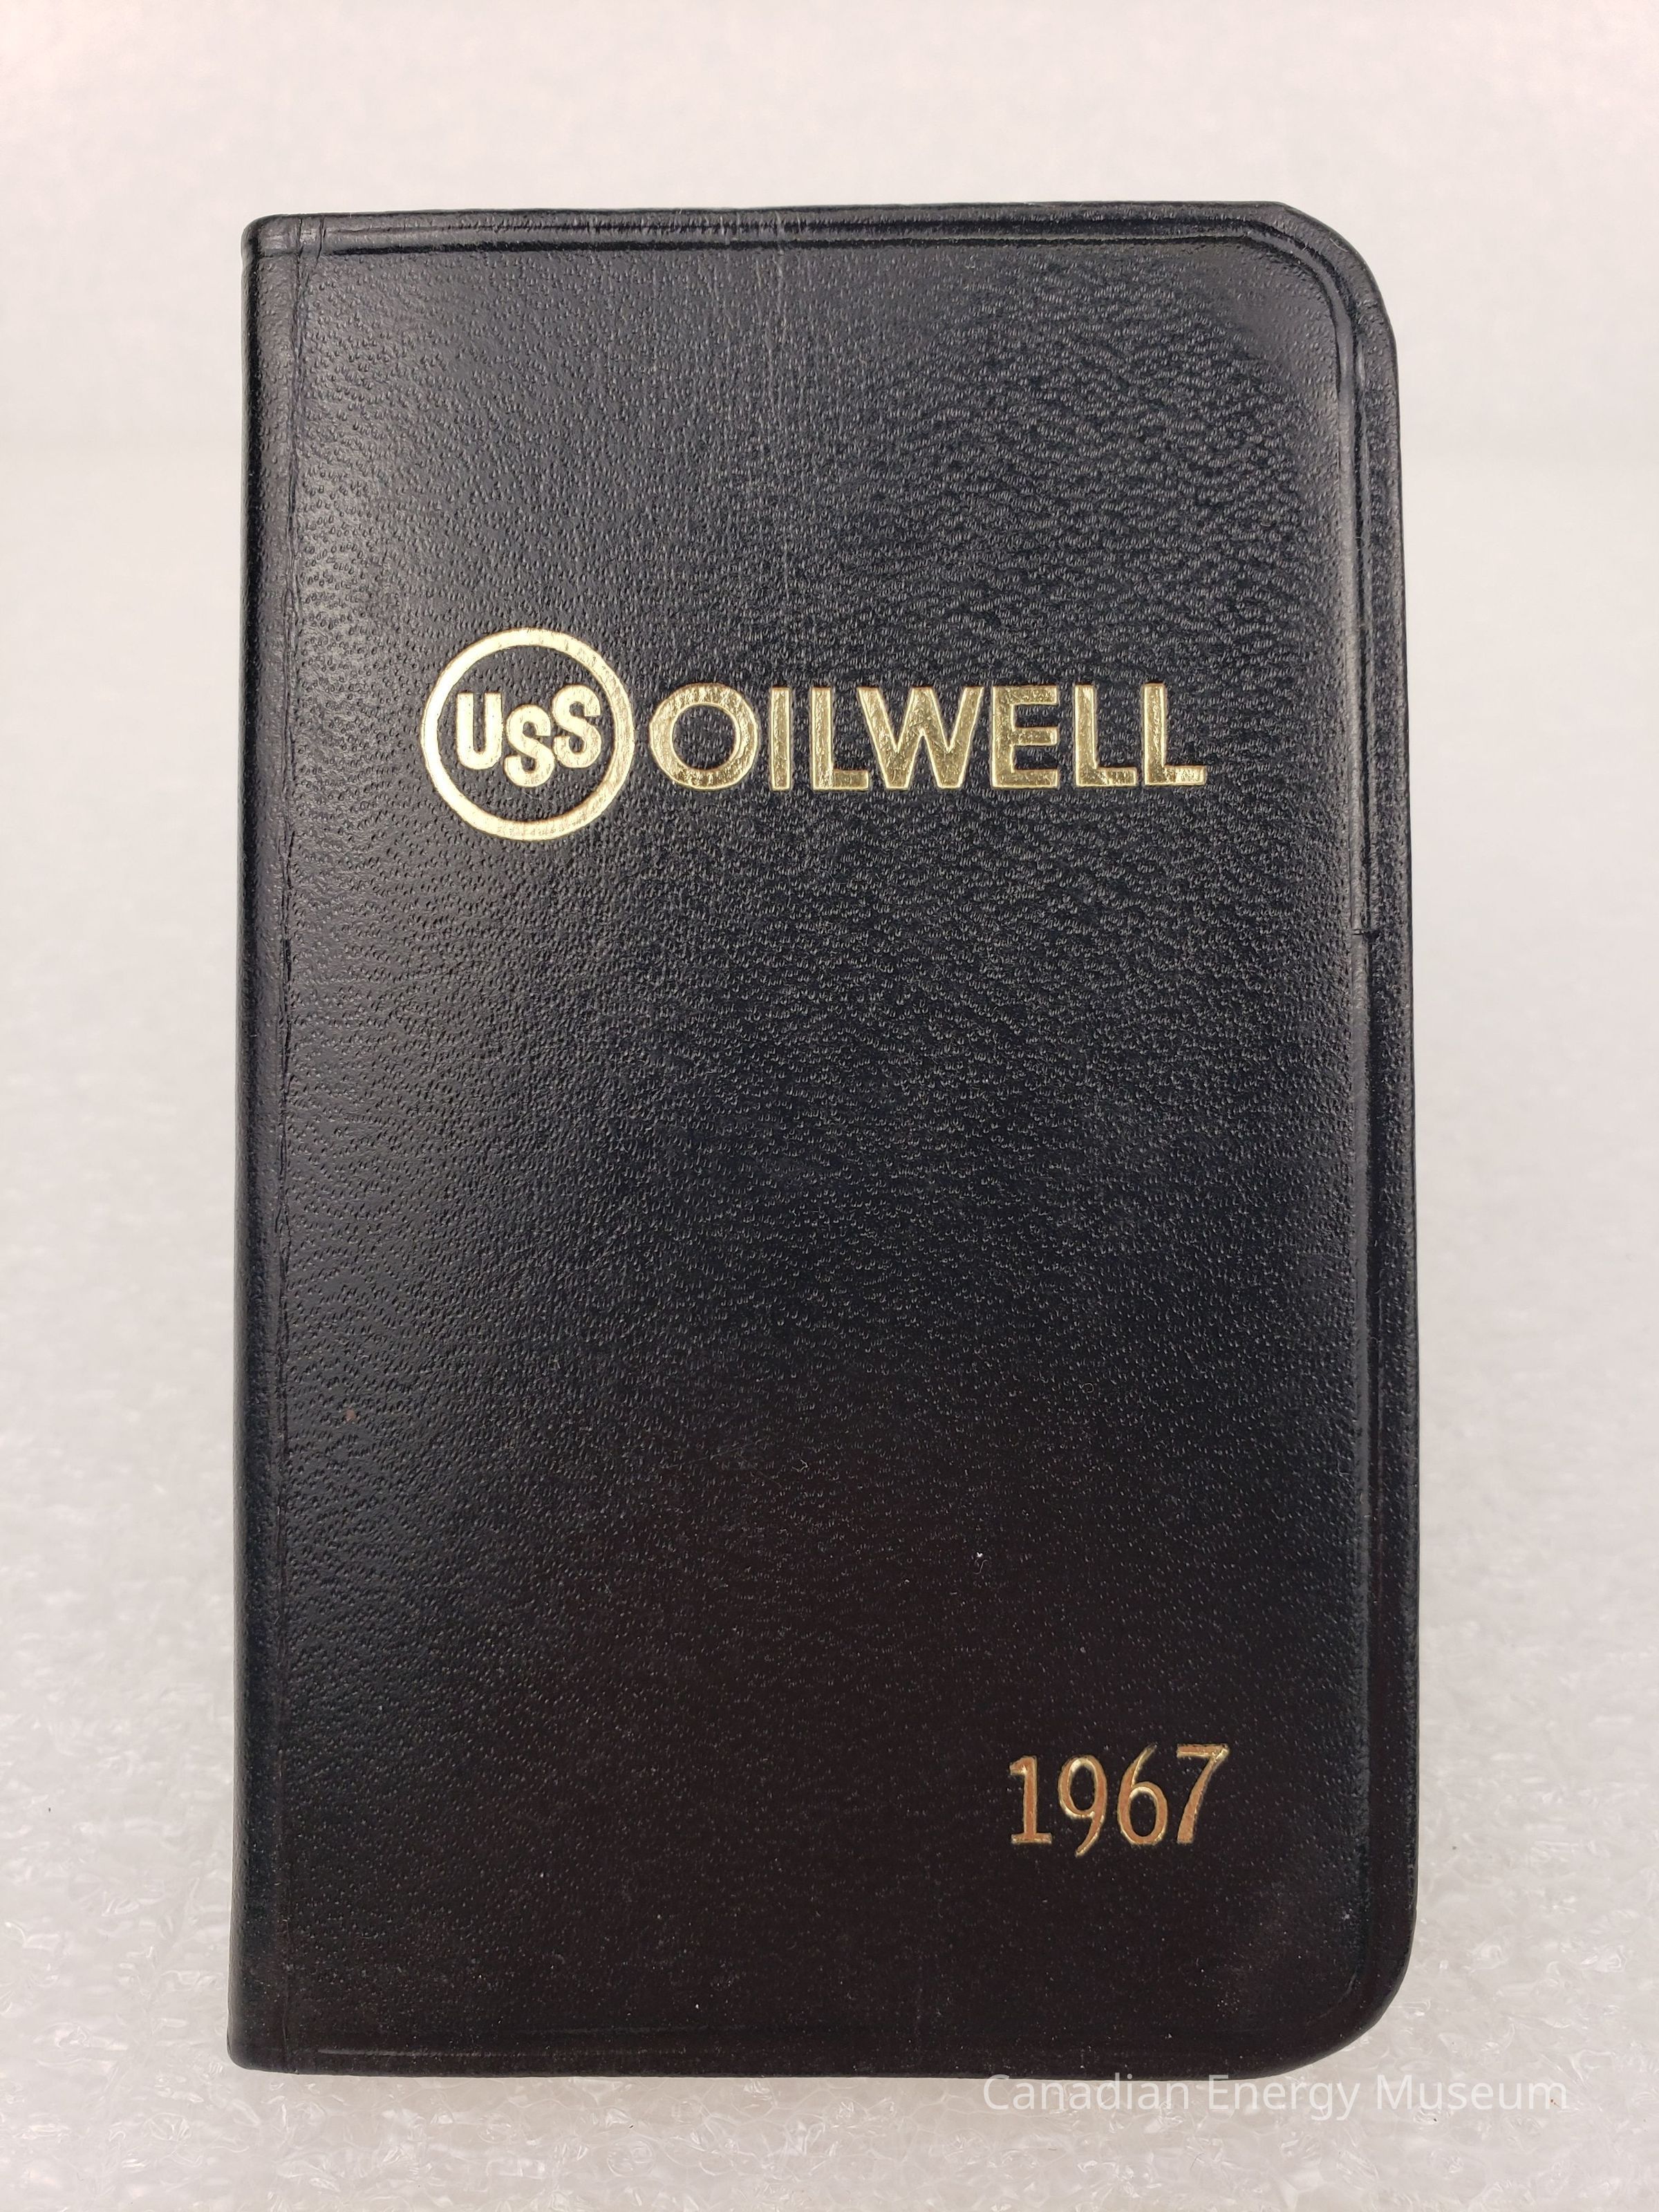 USS OILWELL
1967
Canadian Energy Museum